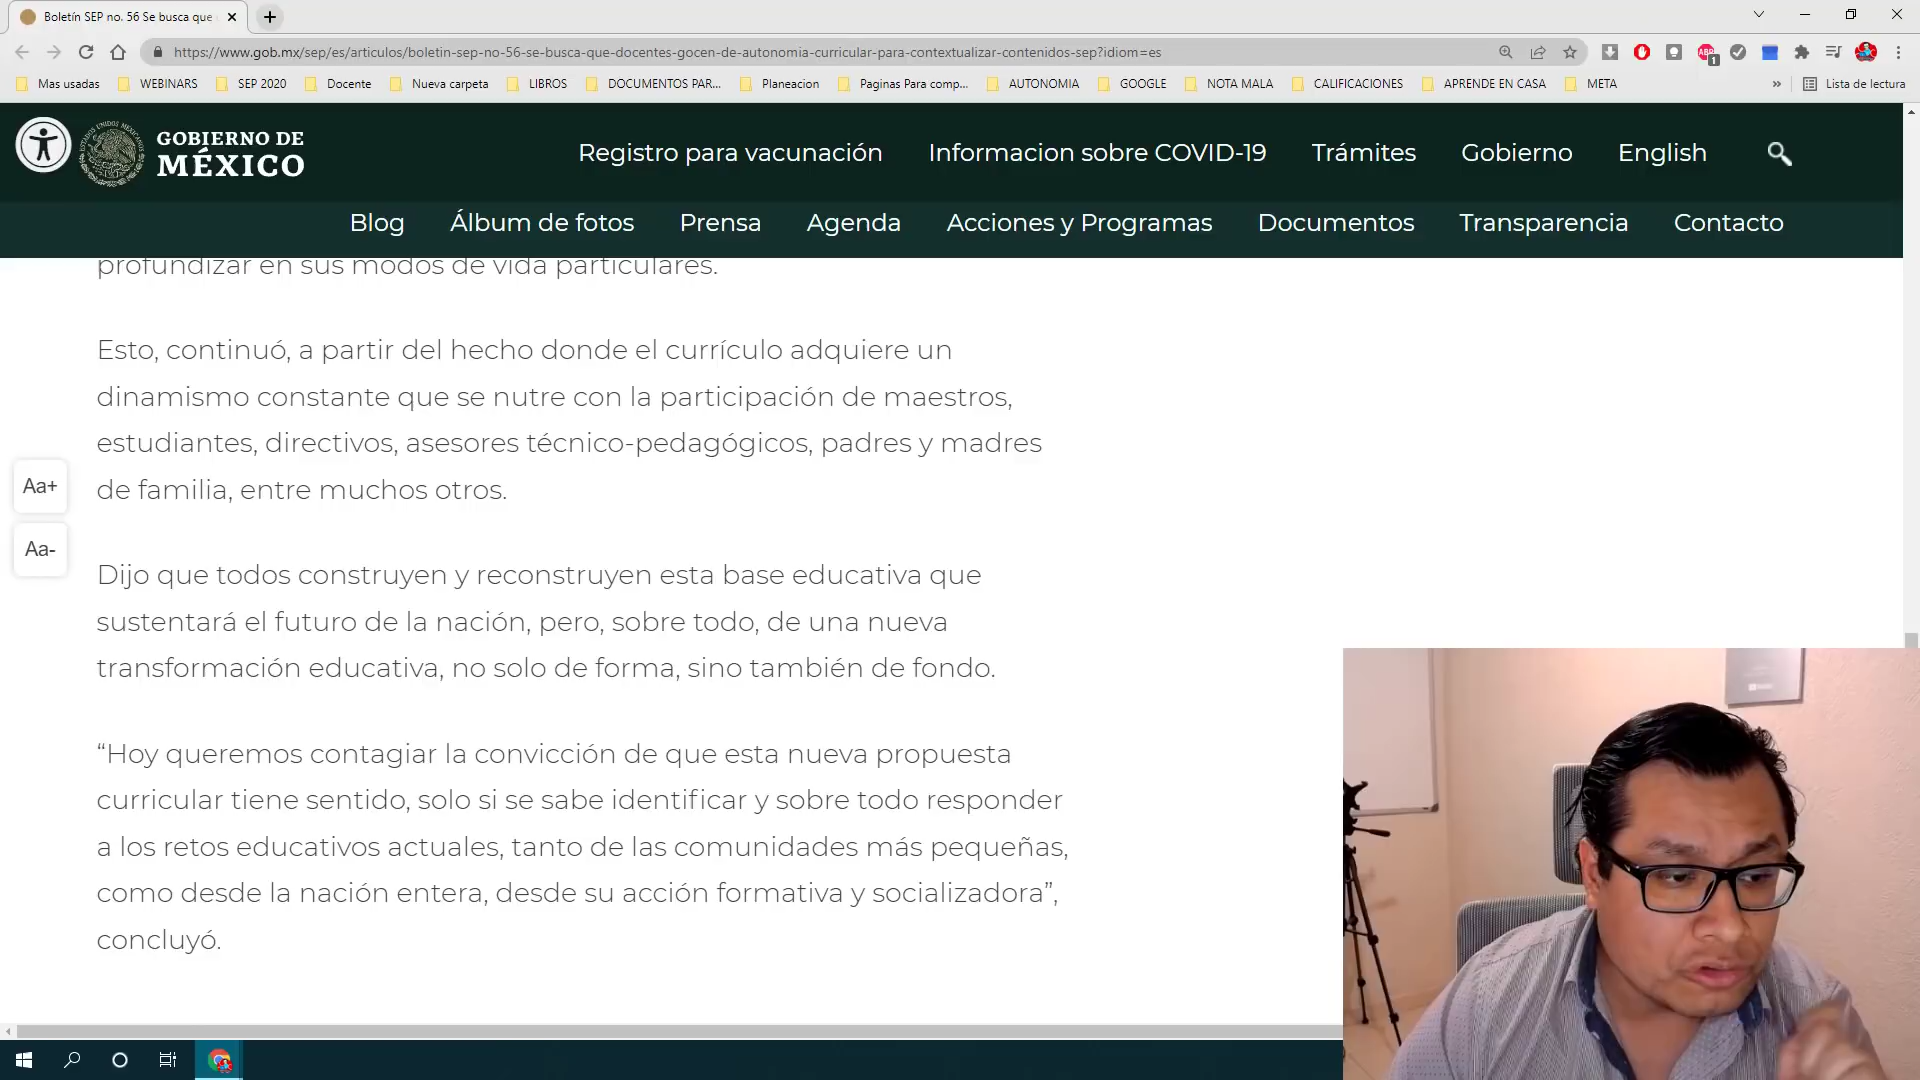 Boletín SEP no. 56 Se busca que
https://www.gob.mx/sep/es/articulos/boletin-sep-no-56-se-busca-que-docentes-gocen-de-autonomia-curricular-para-contextualizar-contenidos-sep?idiom=es
ABP
1
Mas usadas
WEBINARS
SEP 2020
Docente
Nueva carpeta
LIBROS
DOCUMENTOS PAR...
Planeacion
Paginas Para comp...
AUTONOMIA
GOOGLE
NOTA MALA
CALIFICACIONES
APRENDE EN CASA
META
»
Lista de lectura
GOBIERNO DE
MÉXICO
Registro para vacunación
Informacion sobre COVID-19
Trámites
Gobierno
English
Blog
Álbum de fotos
Prensa
Agenda
Acciones y Programas
Documentos
Transparencia
Contacto
profundizar en sus modos de vida particulares.
Esto, continuó, a partir del hecho donde el currículo adquiere un
dinamismo constante que se nutre con la participación de maestros,
estudiantes, directivos, asesores técnico-pedagógicos, padres y madres
de familia, entre muchos otros.
Aa+
Aa-
Dijo que todos construyen y reconstruyen esta base educativa que
sustentará el futuro de la nación, pero, sobre todo, de una nueva
transformación educativa, no solo de forma, sino también de fondo.
“Hoy queremos contagiar la convicción de que esta nueva propuesta
curricular tiene sentido, solo si se sabe identificar y sobre todo responder
a los retos educativos actuales, tanto de las comunidades más pequeñas,
como desde la nación entera, desde su acción formativa y socializadora”,
concluyó.